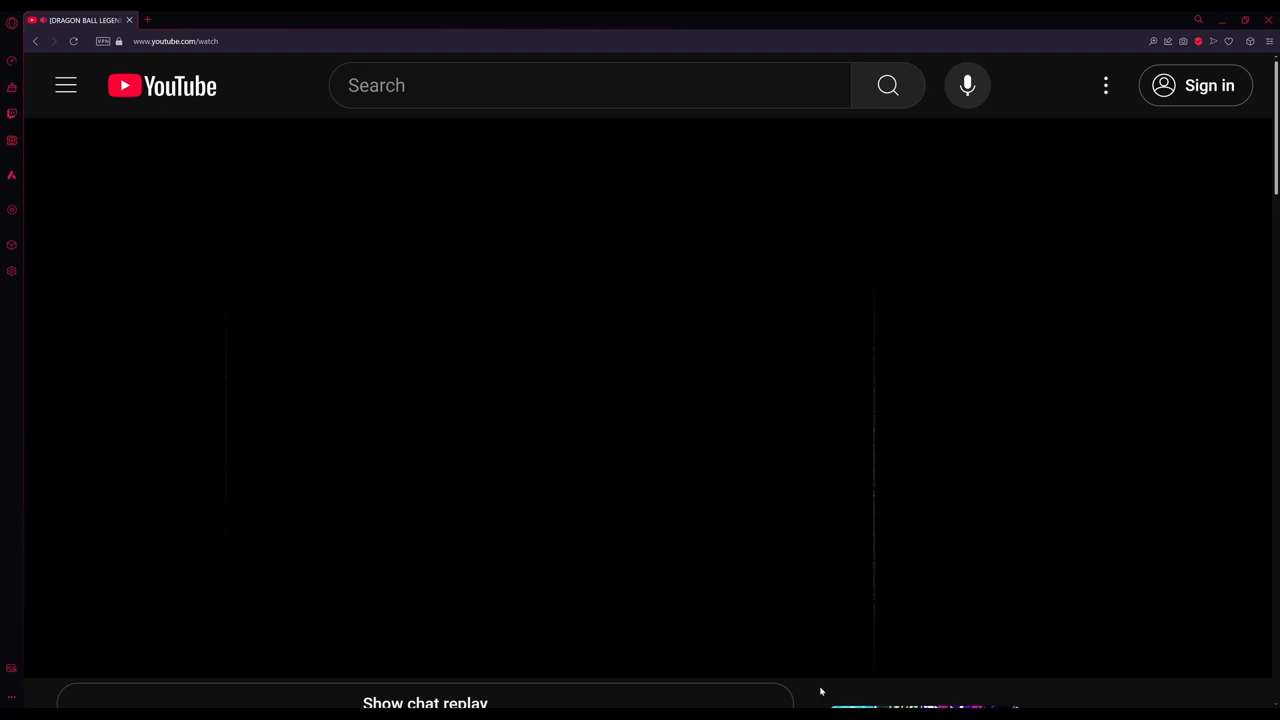 [DRAGON BALL LEGEN
VPN
www.youtube.com/watch
YouTube
Search
Sign in
Show chat replay